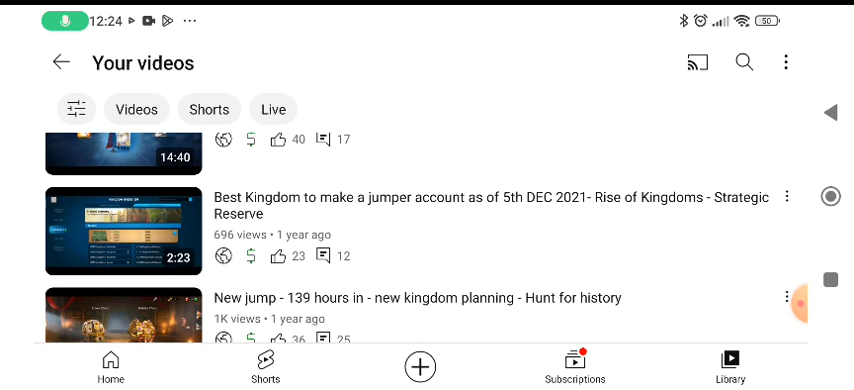 12:24
50
Your videos
Videos
Shorts
Live
14:40
40
17
Best Kingdom to make a jumper account as of 5th DEC 2021- Rise of Kingdoms - Strategic
Reserve
696 views • 1 year ago
2:23
23
12
New jump - 139 hours in - new kingdom planning - Hunt for history
1K views • 1 year ago
36
25
Home
Shorts
Subscriptions
Library